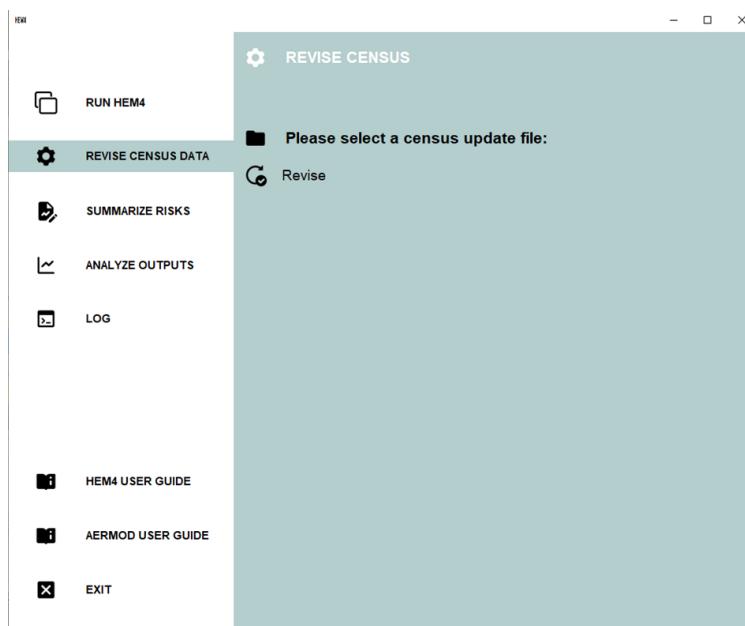 HEM4
REVISE CENSUS
RUN HEM4
Please select a census update file:
REVISE CENSUS DATA
Revise
SUMMARIZE RISKS
ANALYZE OUTPUTS
LOG
HEM4 USER GUIDE
AERMOD USER GUIDE
EXIT